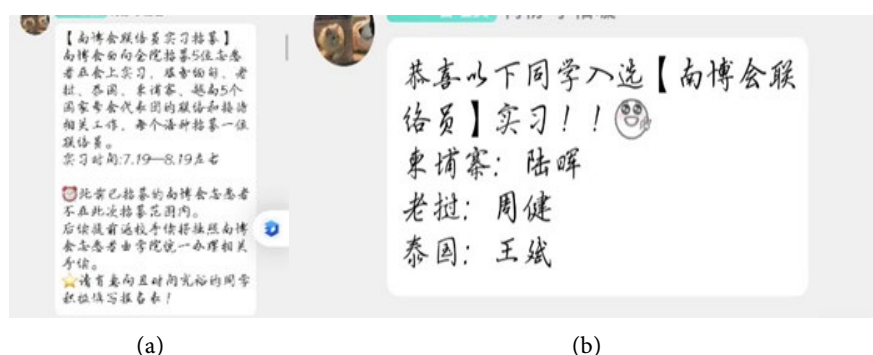 【南博会联络员实习招募】
南博会面向全院招募5位志愿
者在会上实习，服务缅甸、老
挝、泰国、柬埔寨、越南5个
国家参会代表团的联络和接待
相关工作，每个语种招募一位
联络员。
实习时间:7.19—8.19左右
此前已招募的南博会志愿者
不在此次招募范围内。
后续提前返校手续将按照南博
会志愿者由学院统一办理相关
手续。
请有意向且时间充裕的同学
积极填写报名表！
恭喜以下同学入选【南博会联
络员】实习！！
柬埔寨：陆晖
老挝：周健
泰国：王斌
(a)
(b)